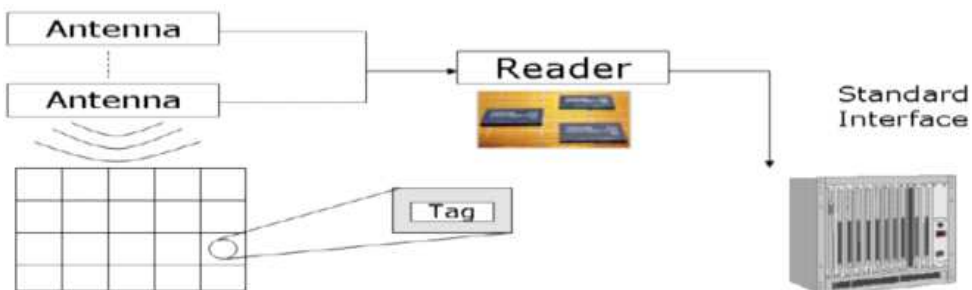 Antenna
Antenna
Reader
Standard
Interface
Tag